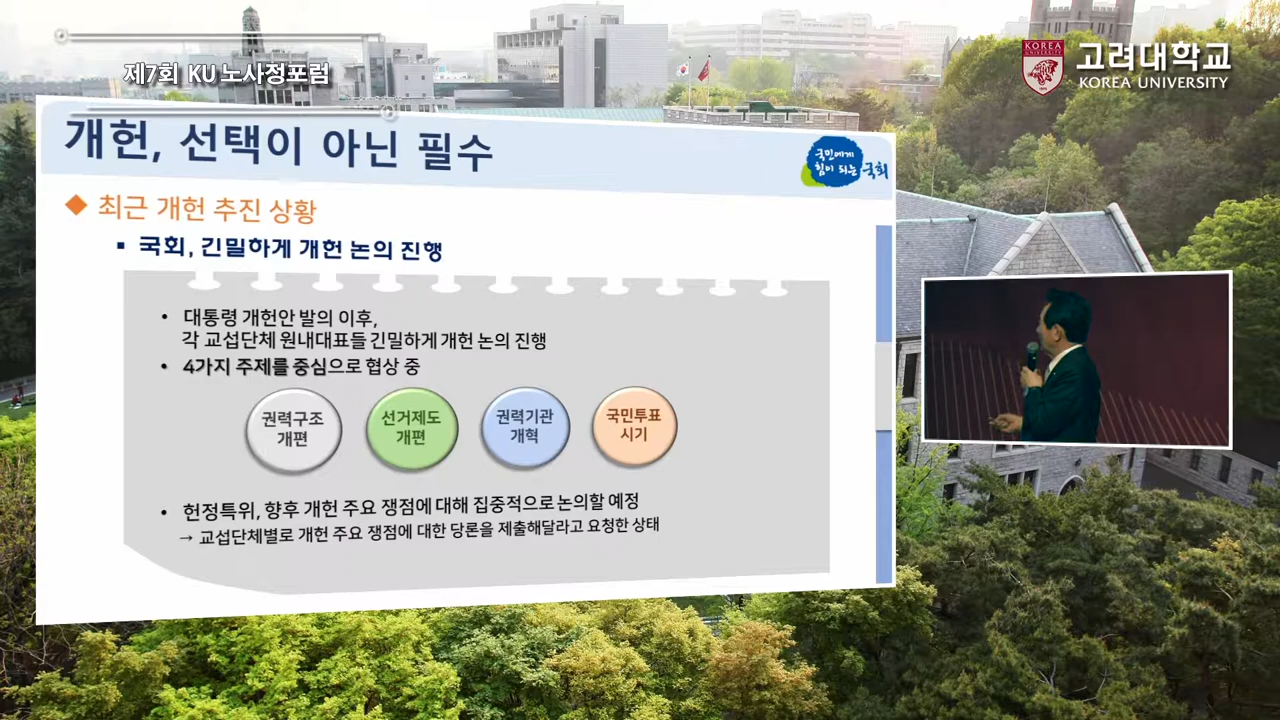 제7회 KU 노사정포럼
KOREA
UNIVERSITY
고려대학교
KOREA UNIVERSITY
개헌, 선택이 아닌 필수
국민에게
힘이 되는 국회
◆ 최근 개헌 추진 상황
▪ 국회, 긴밀하게 개헌 논의 진행
• 대통령 개헌안 발의 이후,
각 교섭단체 원내대표들 긴밀하게 개헌 논의 진행
• 4가지 주제를 중심으로 협상 중
권력구조
개편
선거제도
개편
권력기관
개혁
국민투표
시기
• 헌정특위, 향후 개헌 주요 쟁점에 대해 집중적으로 논의할 예정
→ 교섭단체별로 개헌 주요 쟁점에 대한 당론을 제출해달라고 요청한 상태